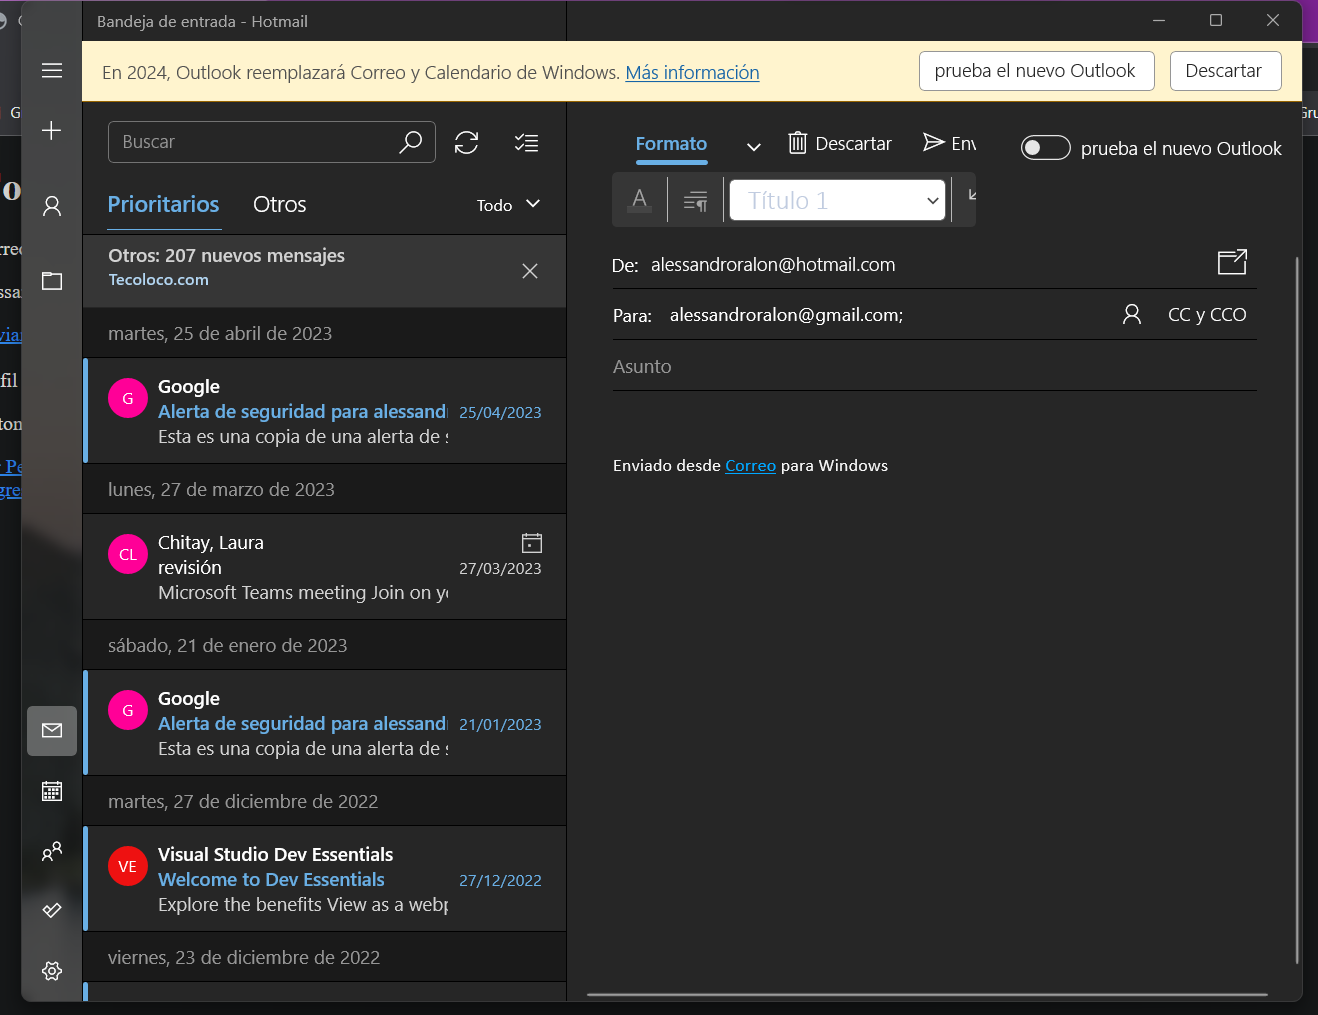 Bandeja de entrada - Hotmail
En 2024, Outlook reemplazará Correo y Calendario de Windows. Más información
prueba el nuevo Outlook
Descartar
Buscar
Prioritarios
Otros
Todo
Otros: 207 nuevos mensajes
Tecoloco.com
martes, 25 de abril de 2023
G
Google
Alerta de seguridad para alessand
25/04/2023
Esta es una copia de una alerta de s
lunes, 27 de marzo de 2023
CL
Chitay, Laura
revisión
27/03/2023
Microsoft Teams meeting Join on yo
sábado, 21 de enero de 2023
G
Google
Alerta de seguridad para alessand
21/01/2023
Esta es una copia de una alerta de s
martes, 27 de diciembre de 2022
VE
Visual Studio Dev Essentials
Welcome to Dev Essentials
27/12/2022
Explore the benefits View as a webp
viernes, 23 de diciembre de 2022
Formato
Descartar
Env
prueba el nuevo Outlook
A
Título 1
De: alessandroralon@hotmail.com
Para: alessandroralon@gmail.com;
CC y CCO
Asunto
Enviado desde Correo para Windows